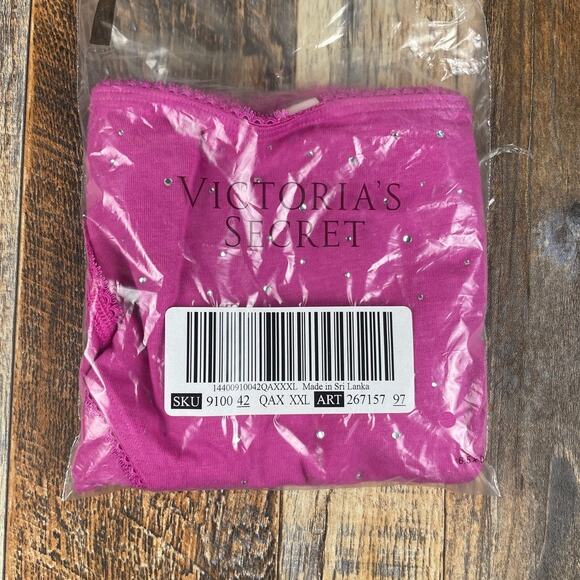 VICTORIA'S
SECRET
14400910042QAXXXL Made in Sri Lanka
SKU 9100 42 QAX XXL ART 267157 97